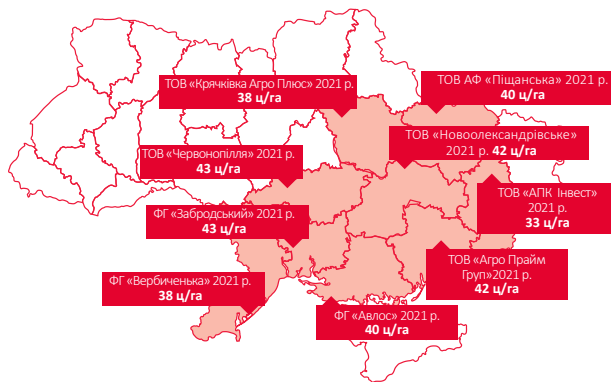 ТОВ «Крячківка Агро Плюс» 2021 р.
38 ц/га
ТОВ АФ «Піщанська» 2021 р.
40 ц/га
ТОВ «Новоолександрівське»
2021 р. 42 ц/га
ТОВ «Червонопілля» 2021 р.
43 ц/га
ТОВ «АПК Інвест»
2021 р.
33 ц/га
ФГ «Забродський» 2021 р.
43 ц/га
ТОВ «Агро Прайм
Груп»2021 р.
42 ц/га
ФГ «Вербиченька» 2021 р.
38 ц/га
ФГ «Авлос» 2021 р.
40 ц/га